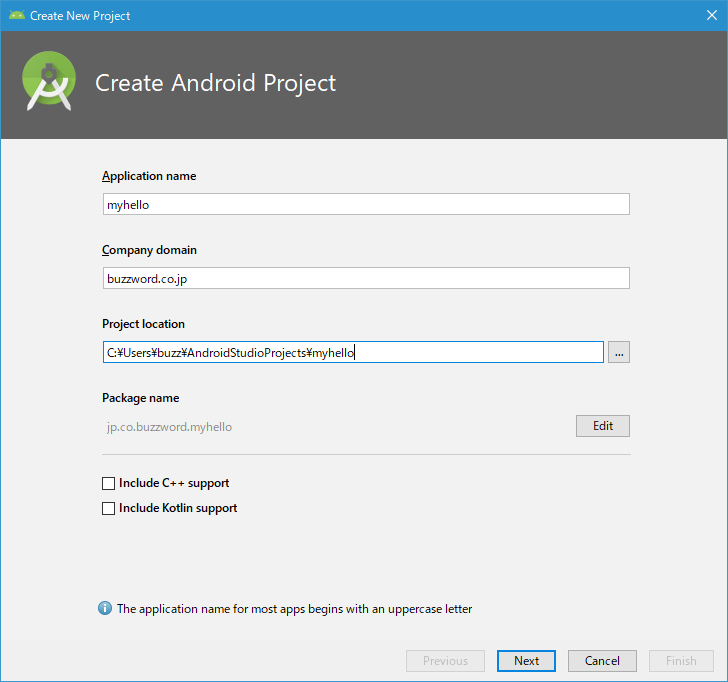 Create New Project
Create Android Project
Application name
myhello
Company domain
buzzword.co.jp
Project location
C:¥Users¥buzz¥AndroidStudioProjects¥myhello
...
Package name
jp.co.buzzword.myhello
Edit
Include C++ support
Include Kotlin support
The application name for most apps begins with an uppercase letter
Previous Next Cancel Finish